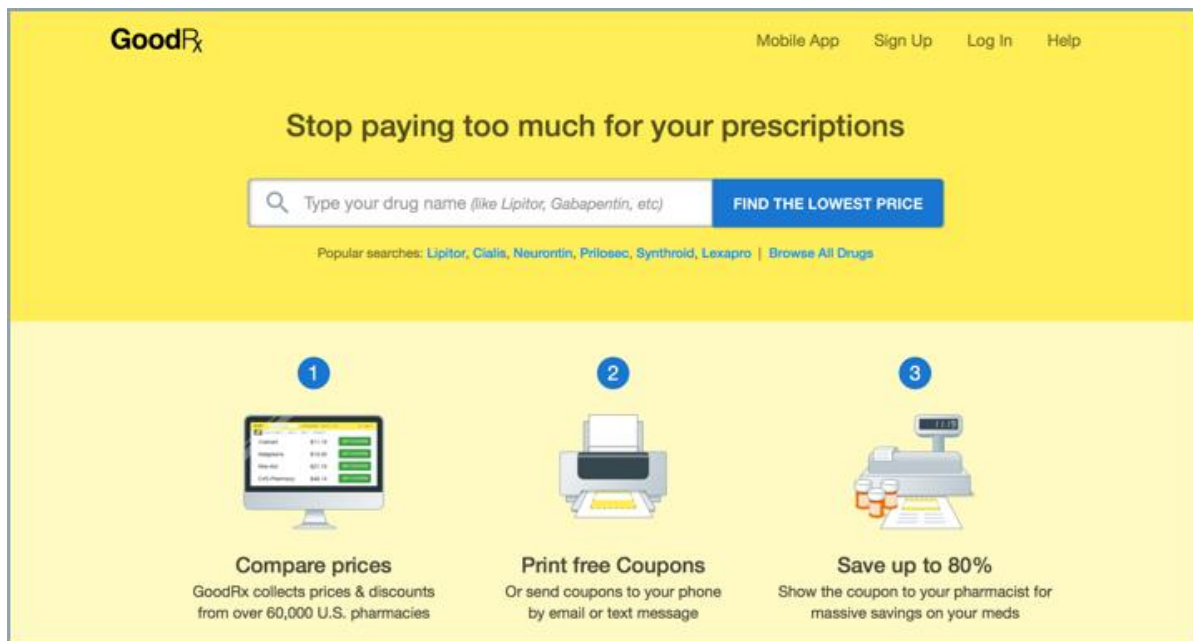 GoodRx
Mobile App Sign Up Log In Help
Stop paying too much for your prescriptions
Type your drug name (like Lipitor, Gabapentin, etc)
FIND THE LOWEST PRICE
Popular searches: Lipitor, Cialis, Neurontin, Prilosec, Synthroid, Lexapro | Browse All Drugs
1
2
3
11.19
Compare prices
GoodRx collects prices & discounts
from over 60,000 U.S. pharmacies
Print free Coupons
Or send coupons to your phone
by email or text message
Save up to 80%
Show the coupon to your pharmacist for
massive savings on your meds